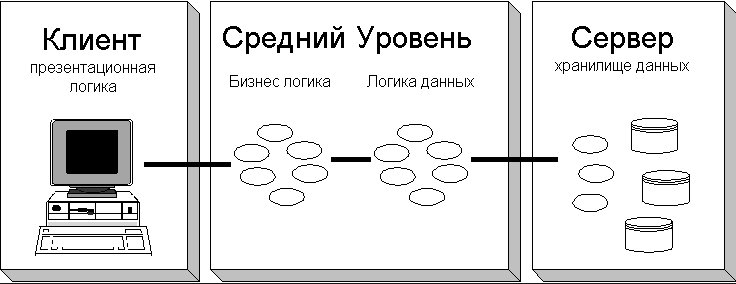 Клиент
презентационная
логика
Средний Уровень
Бизнес логика
Логика данных
Сервер
хранилище данных